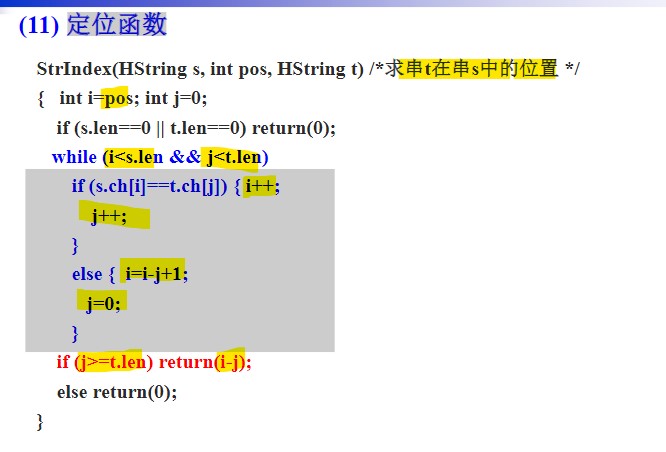 (11) 定位函数
StrIndex(HString s, int pos, HString t) /*求串t在串s中的位置 */
{ int i=pos; int j=0;
if (s.len==0 || t.len==0) return(0);
while (i<s.len && j<t.len)
if (s.ch[i]==t.ch[j]) { i++;
j++;
}
else { i=i-j+1;
j=0;
}
if (j>=t.len) return(i-j);
else return(0);
}